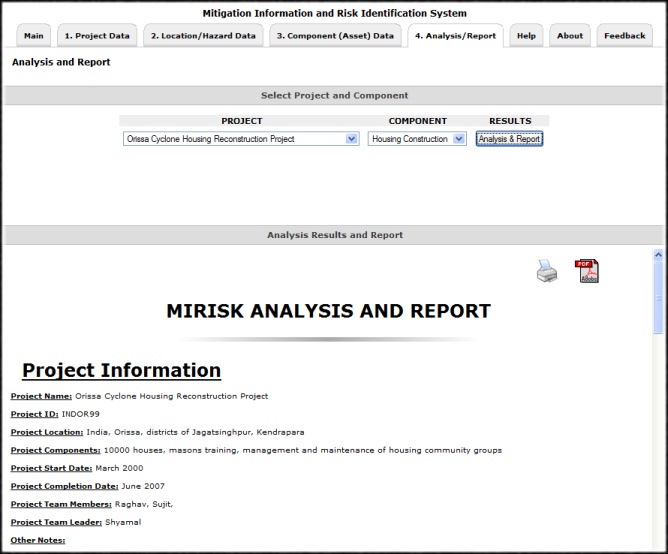 Mitigation Information and Risk Identification System
Main 1. Project Data 2. Location/Hazard Data 3. Component (Asset) Data 4. Analysis/Report Help About Feedback
Analysis and Report
Select Project and Component
PROJECT COMPONENT RESULTS
Orissa Cyclone Housing Reconstruction Project Housing Construction Analysis & Report
Analysis Results and Report
PDF Adobe
MIRISK ANALYSIS AND REPORT
Project Information
Project Name: Orissa Cyclone Housing Reconstruction Project
Project ID: INDOR99
Project Location: India, Orissa, districts of Jagatsinghpur, Kendrapara
Project Components: 10000 houses, masons training, management and maintenance of housing community groups
Project Start Date: March 2000
Project Completion Date: June 2007
Project Team Members: Raghav, Sujit,
Project Team Leader: Shyamal
Other Notes: